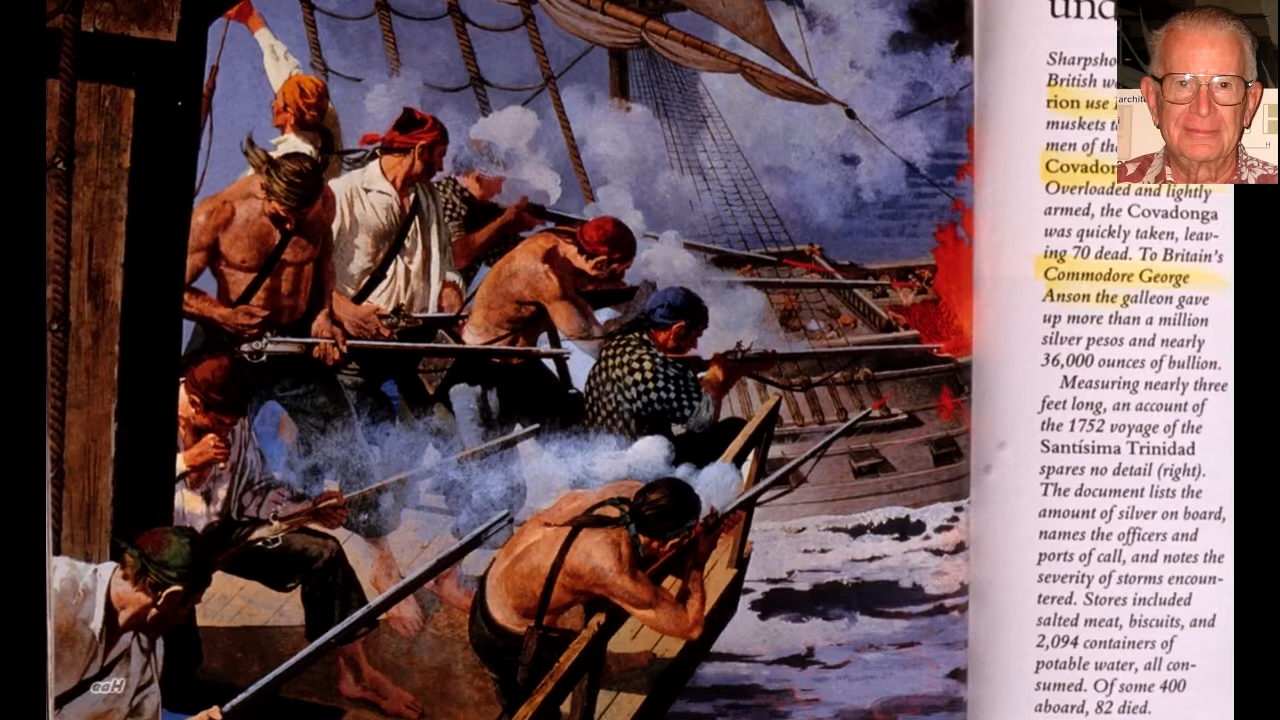 und
Sharpsho
British w
rion use
muskets t
men of th
Covado
Overloaded and lightly
armed, the Covadonga
was quickly taken, leav-
ing 70 dead. To Britain's
Commodore George
Anson the galleon gave
up more than a million
silver pesos and nearly
36,000 ounces of bullion.
Measuring nearly three
feet long, an account of
the 1752 voyage of the
Santísima Trinidad
spares no detail (right).
The document lists the
amount of silver on board,
names the officers and
ports of call, and notes the
severity of storms encoun-
tered. Stores included
salted meat, biscuits, and
2,094 containers of
potable water, all con-
sumed. Of some 400
aboard, 82 died.
archite
H
eaH